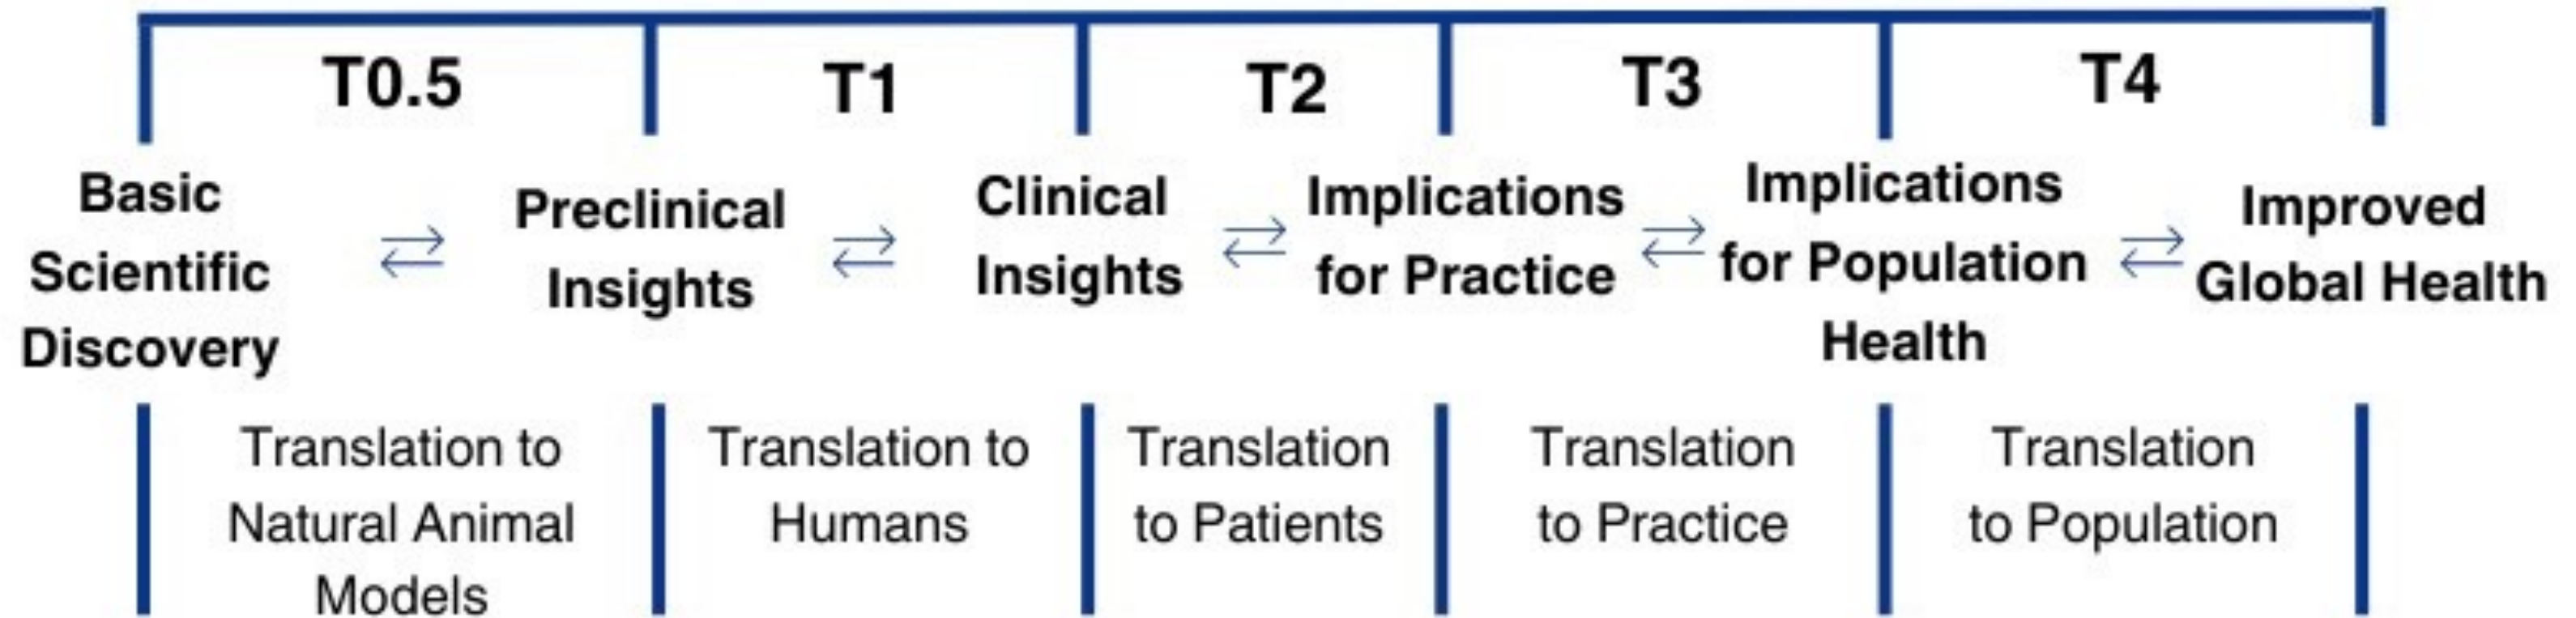 T0.5
T1
T2
T3
T4
Basic
Scientific
Discovery
Preclinical
Insights
Clinical
Insights
Implications
for Practice
Implications
for Population
Health
Improved
Global Health
Translation to
Natural Animal
Models
Translation to
Humans
Translation
to Patients
Translation
to Practice
Translation
to Population